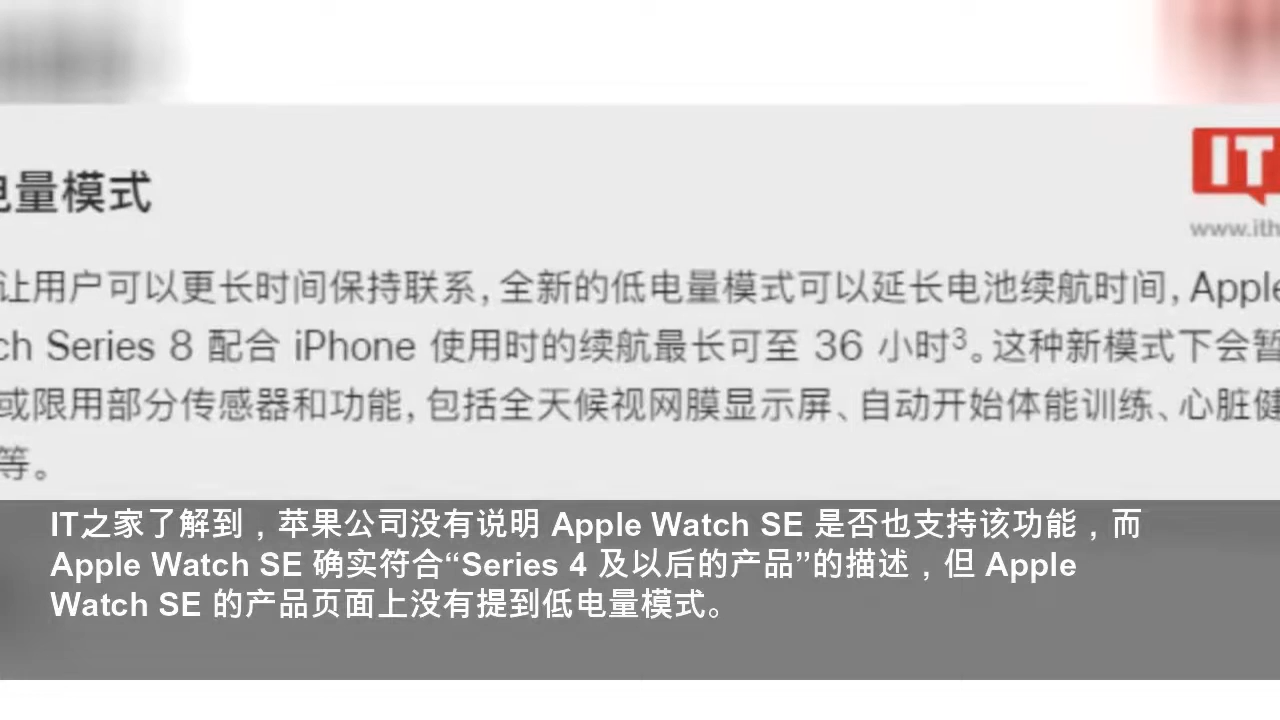 IT
www.ith
电量模式
让用户可以更长时间保持联系，全新的低电量模式可以延长电池续航时间，Apple
ch Series 8 配合 iPhone 使用时的续航最长可至 36 小时³。这种新模式下会暂
或限用部分传感器和功能，包括全天候视网膜显示屏、自动开始体能训练、心脏健
等。
IT之家了解到，苹果公司没有说明 Apple Watch SE 是否也支持该功能，而
Apple Watch SE 确实符合“Series 4 及以后的产品”的描述，但 Apple
Watch SE 的产品页面上没有提到低电量模式。